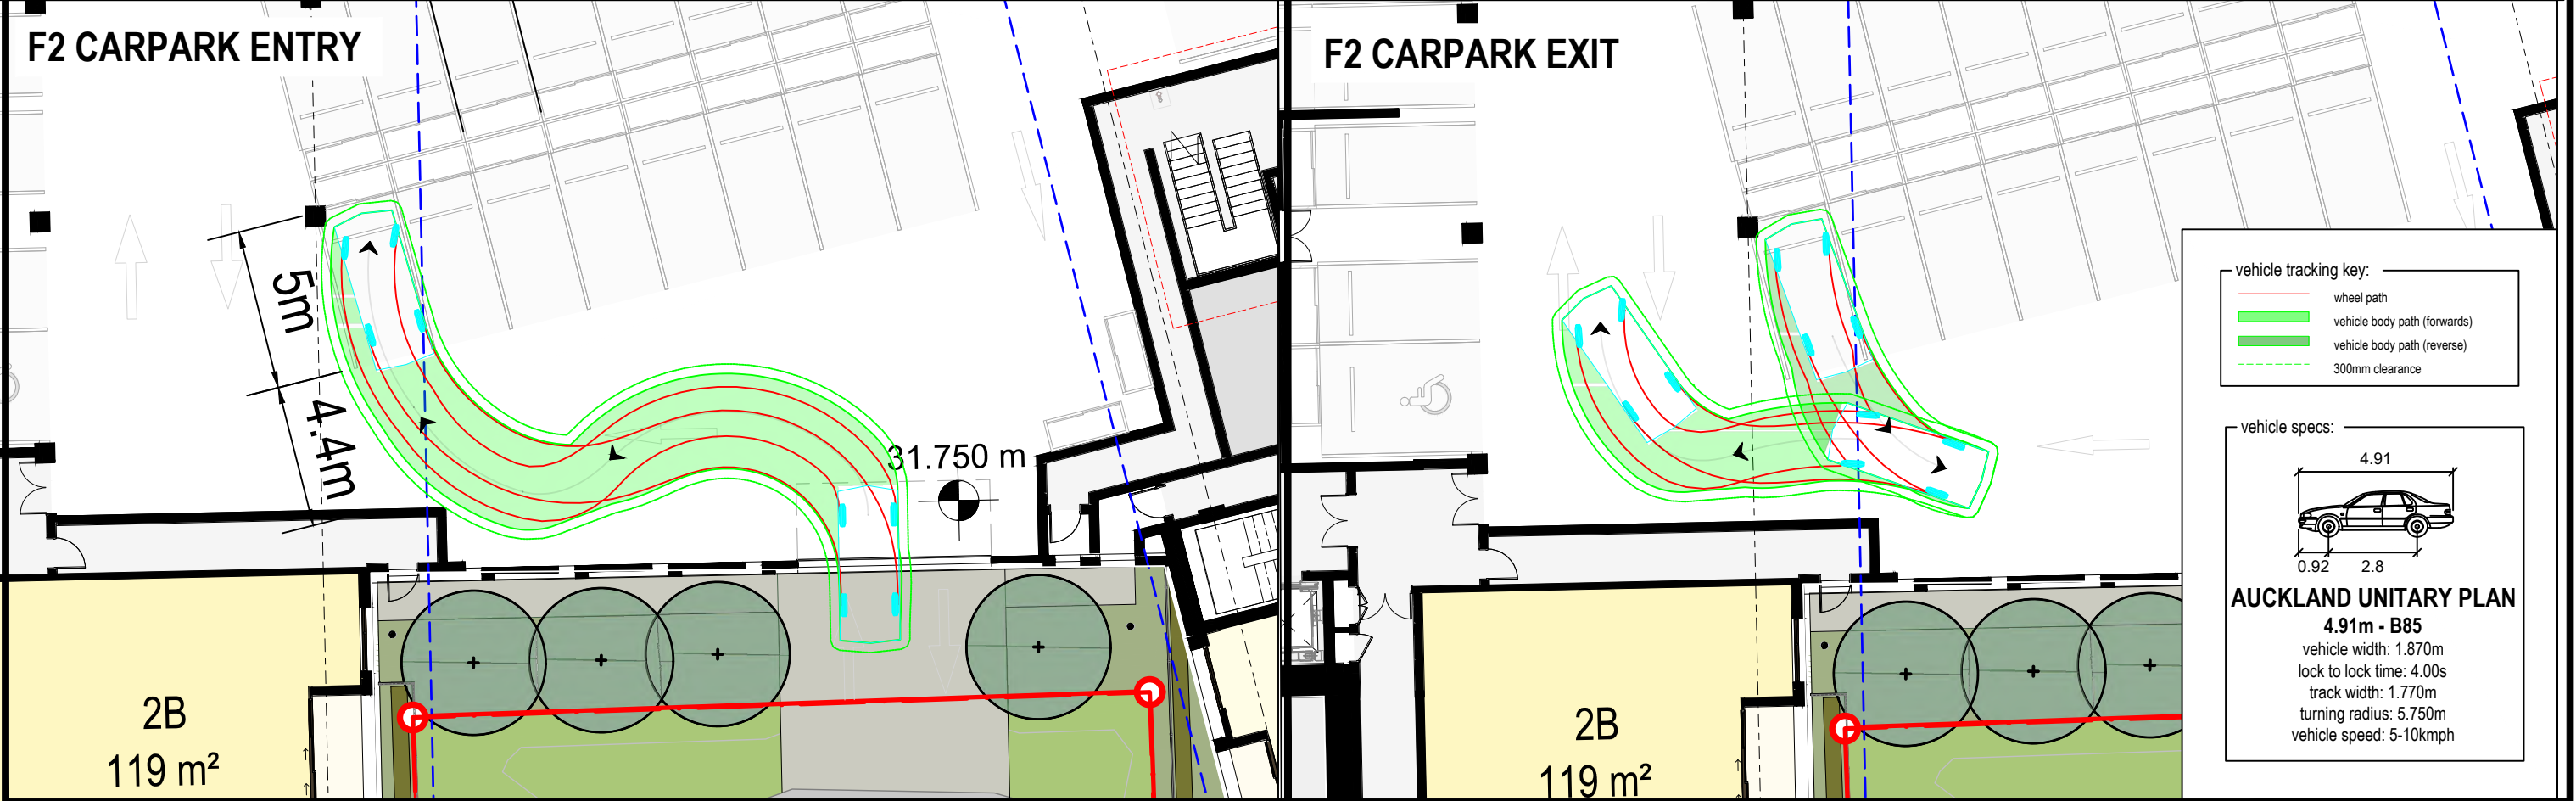 F2 CARPARK ENTRY
5m
4.4m
31.750 m
2B
119 m²
F2 CARPARK EXIT
2B
119 m²
vehicle tracking key:
wheel path
vehicle body path (forwards)
vehicle body path (reverse)
300mm clearance
vehicle specs:
4.91
0.92 2.8
AUCKLAND UNITARY PLAN
4.91m - B85
vehicle width: 1.870m
lock to lock time: 4.00s
track width: 1.770m
turning radius: 5.750m
vehicle speed: 5-10kmph